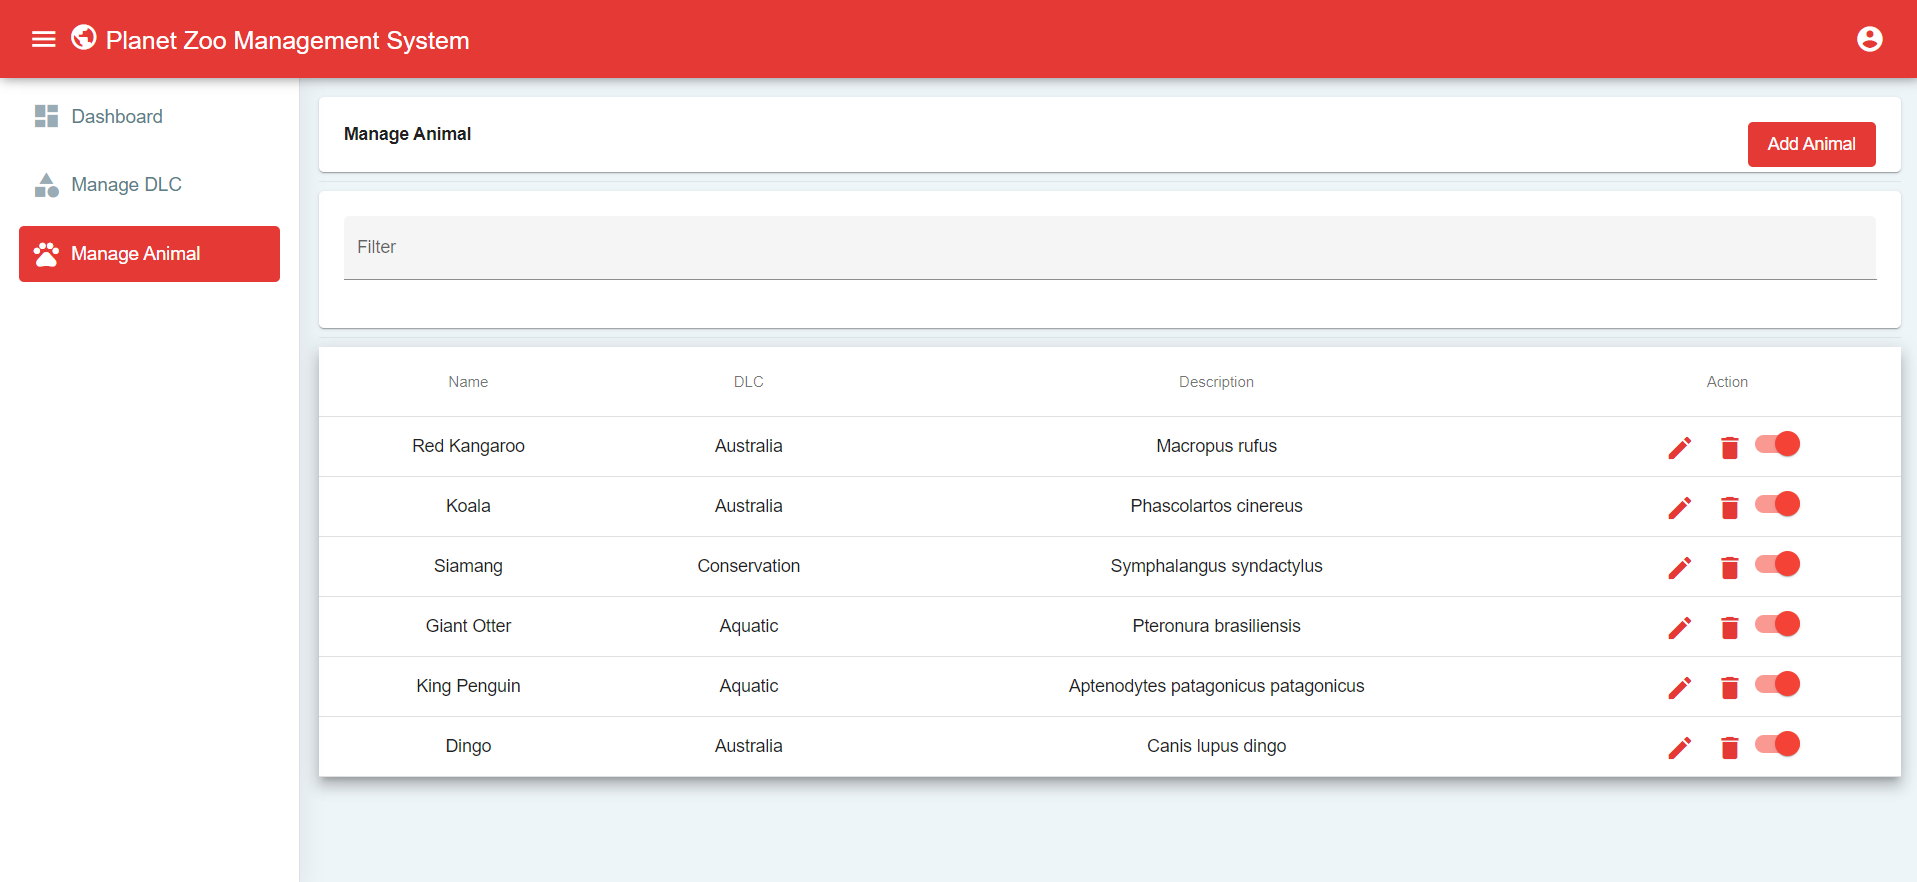 Planet Zoo Management System
Dashboard
Manage DLC
Manage Animal
Manage Animal
Add Animal
Filter
Name DLC Description Action
Red Kangaroo Australia Macropus rufus
Koala Australia Phascolartos cinereus
Siamang Conservation Symphalangus syndactylus
Giant Otter Aquatic Pteronura brasiliensis
King Penguin Aquatic Aptenodytes patagonicus patagonicus
Dingo Australia Canis lupus dingo